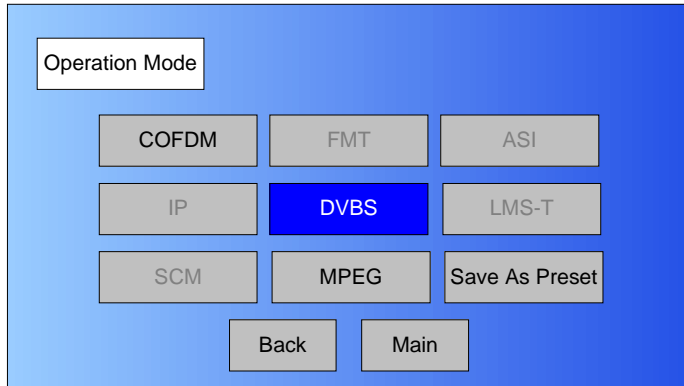 Operation Mode
COFDM
FMT
ASI
IP
DVBS
LMS-T
SCM
MPEG
Save As Preset
Back
Main